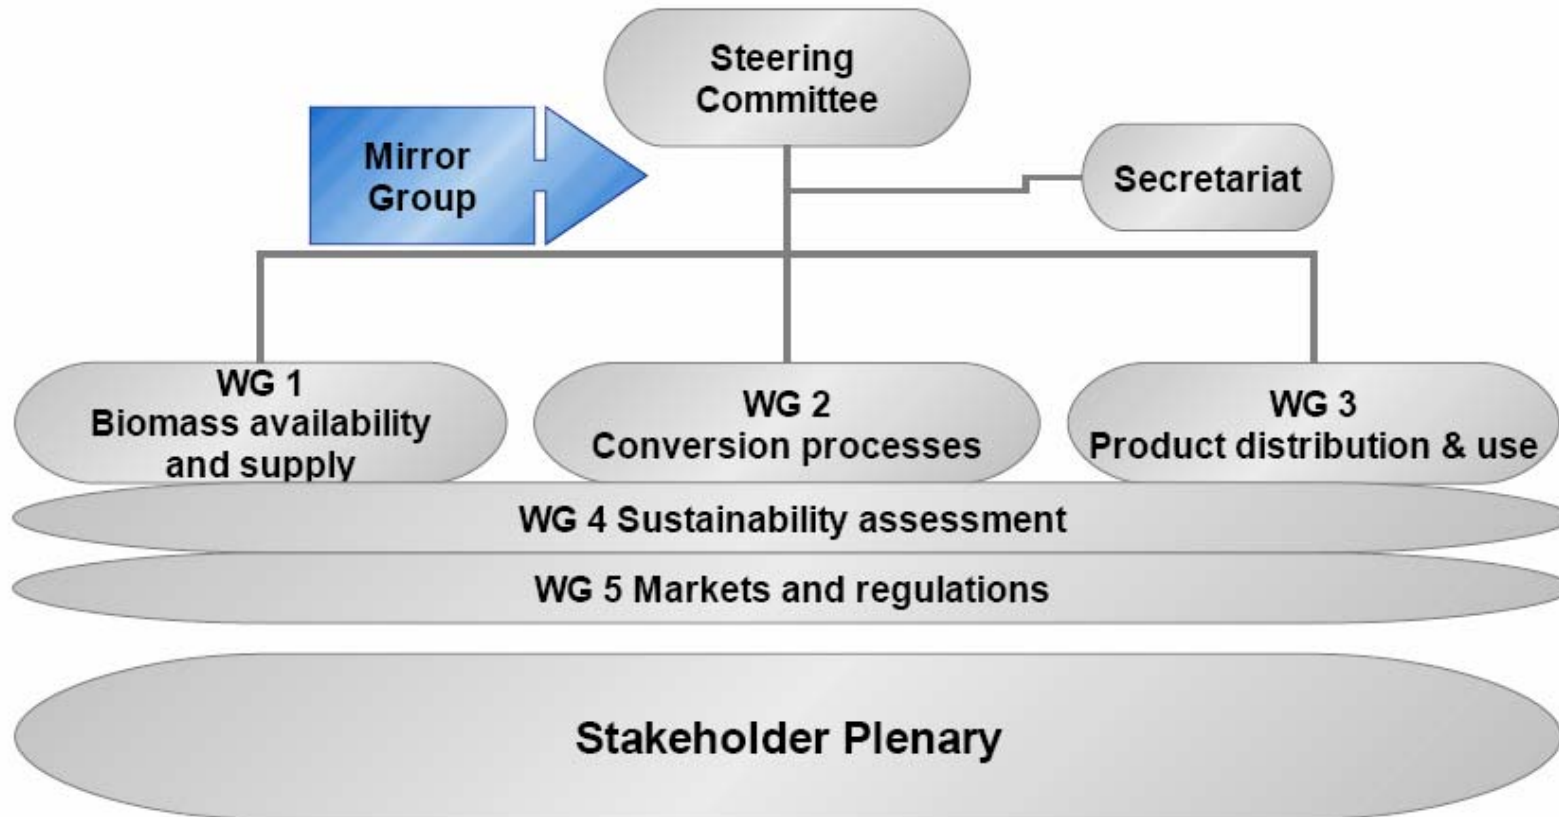 Steering
Committee
Mirror
Group
Secretariat
WG 1
Biomass availability
and supply
WG 2
Conversion processes
WG 3
Product distribution & use
WG 4 Sustainability assessment
WG 5 Markets and regulations
Stakeholder Plenary